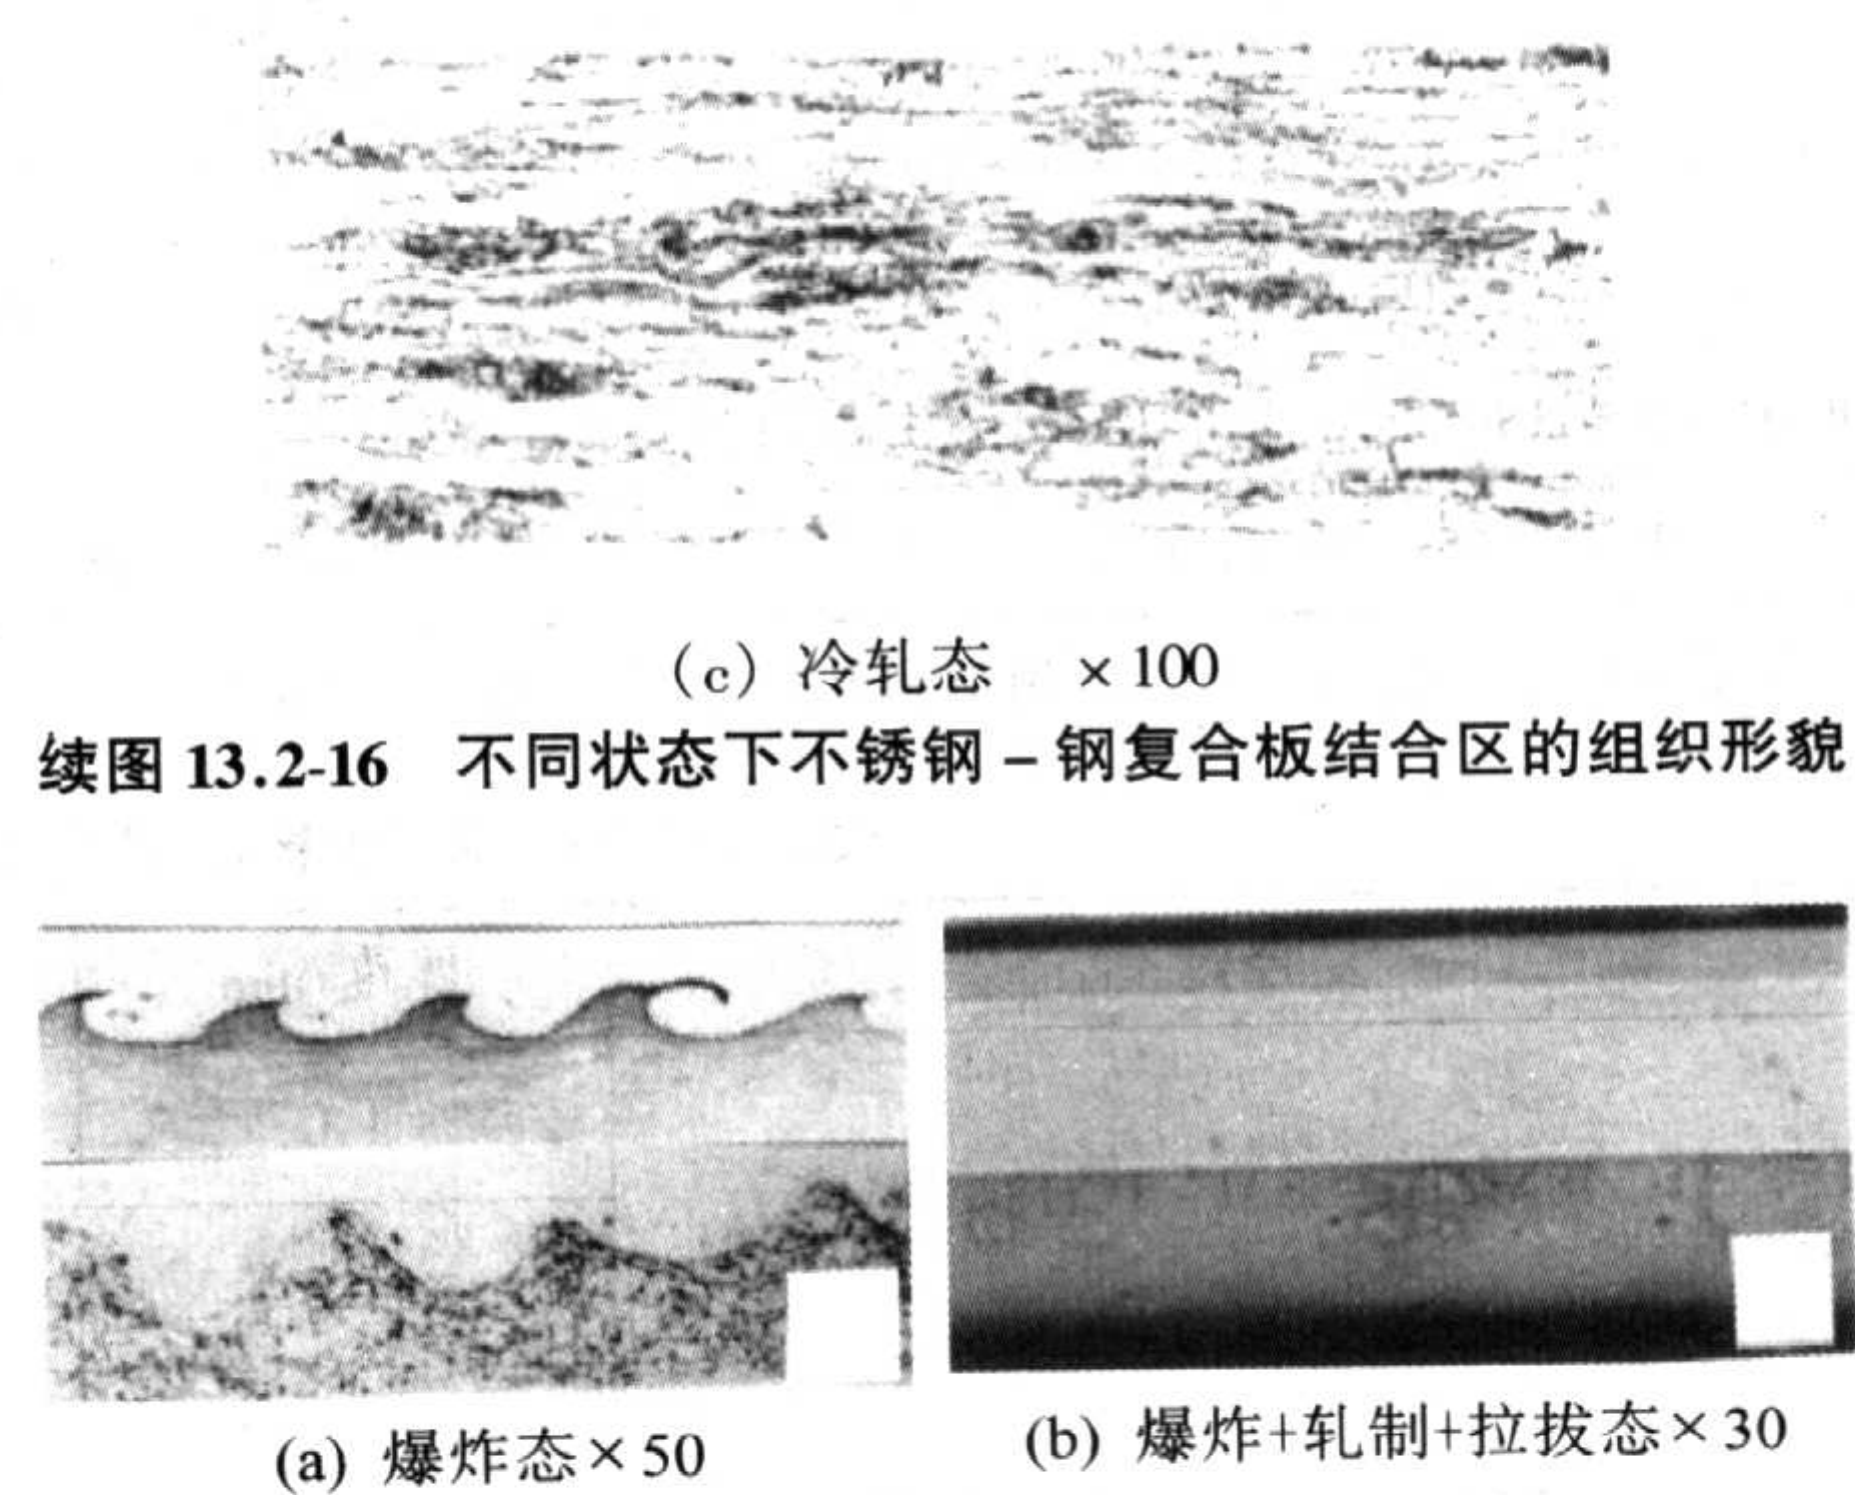 (c) 冷轧态 ×100
续图 13.2-16 不同状态下不锈钢－钢复合板结合区的组织形貌
(a) 爆炸态×50
(b) 爆炸+轧制+拉拔态×30